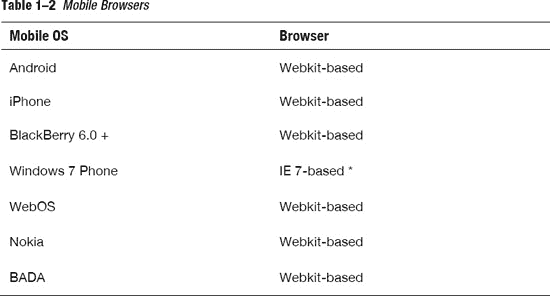 Table 1–2 Mobile Browsers
Mobile OS Browser
Android Webkit-based
iPhone Webkit-based
BlackBerry 6.0 + Webkit-based
Windows 7 Phone IE 7-based *
WebOS Webkit-based
Nokia Webkit-based
BADA Webkit-based